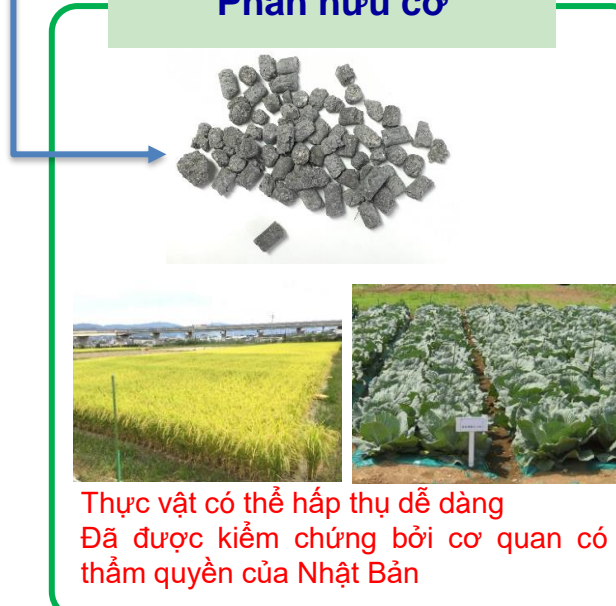 Phân hữu cơ
Thực vật có thể hấp thụ dễ dàng
Đã được kiểm chứng bởi cơ quan có
thẩm quyền của Nhật Bản